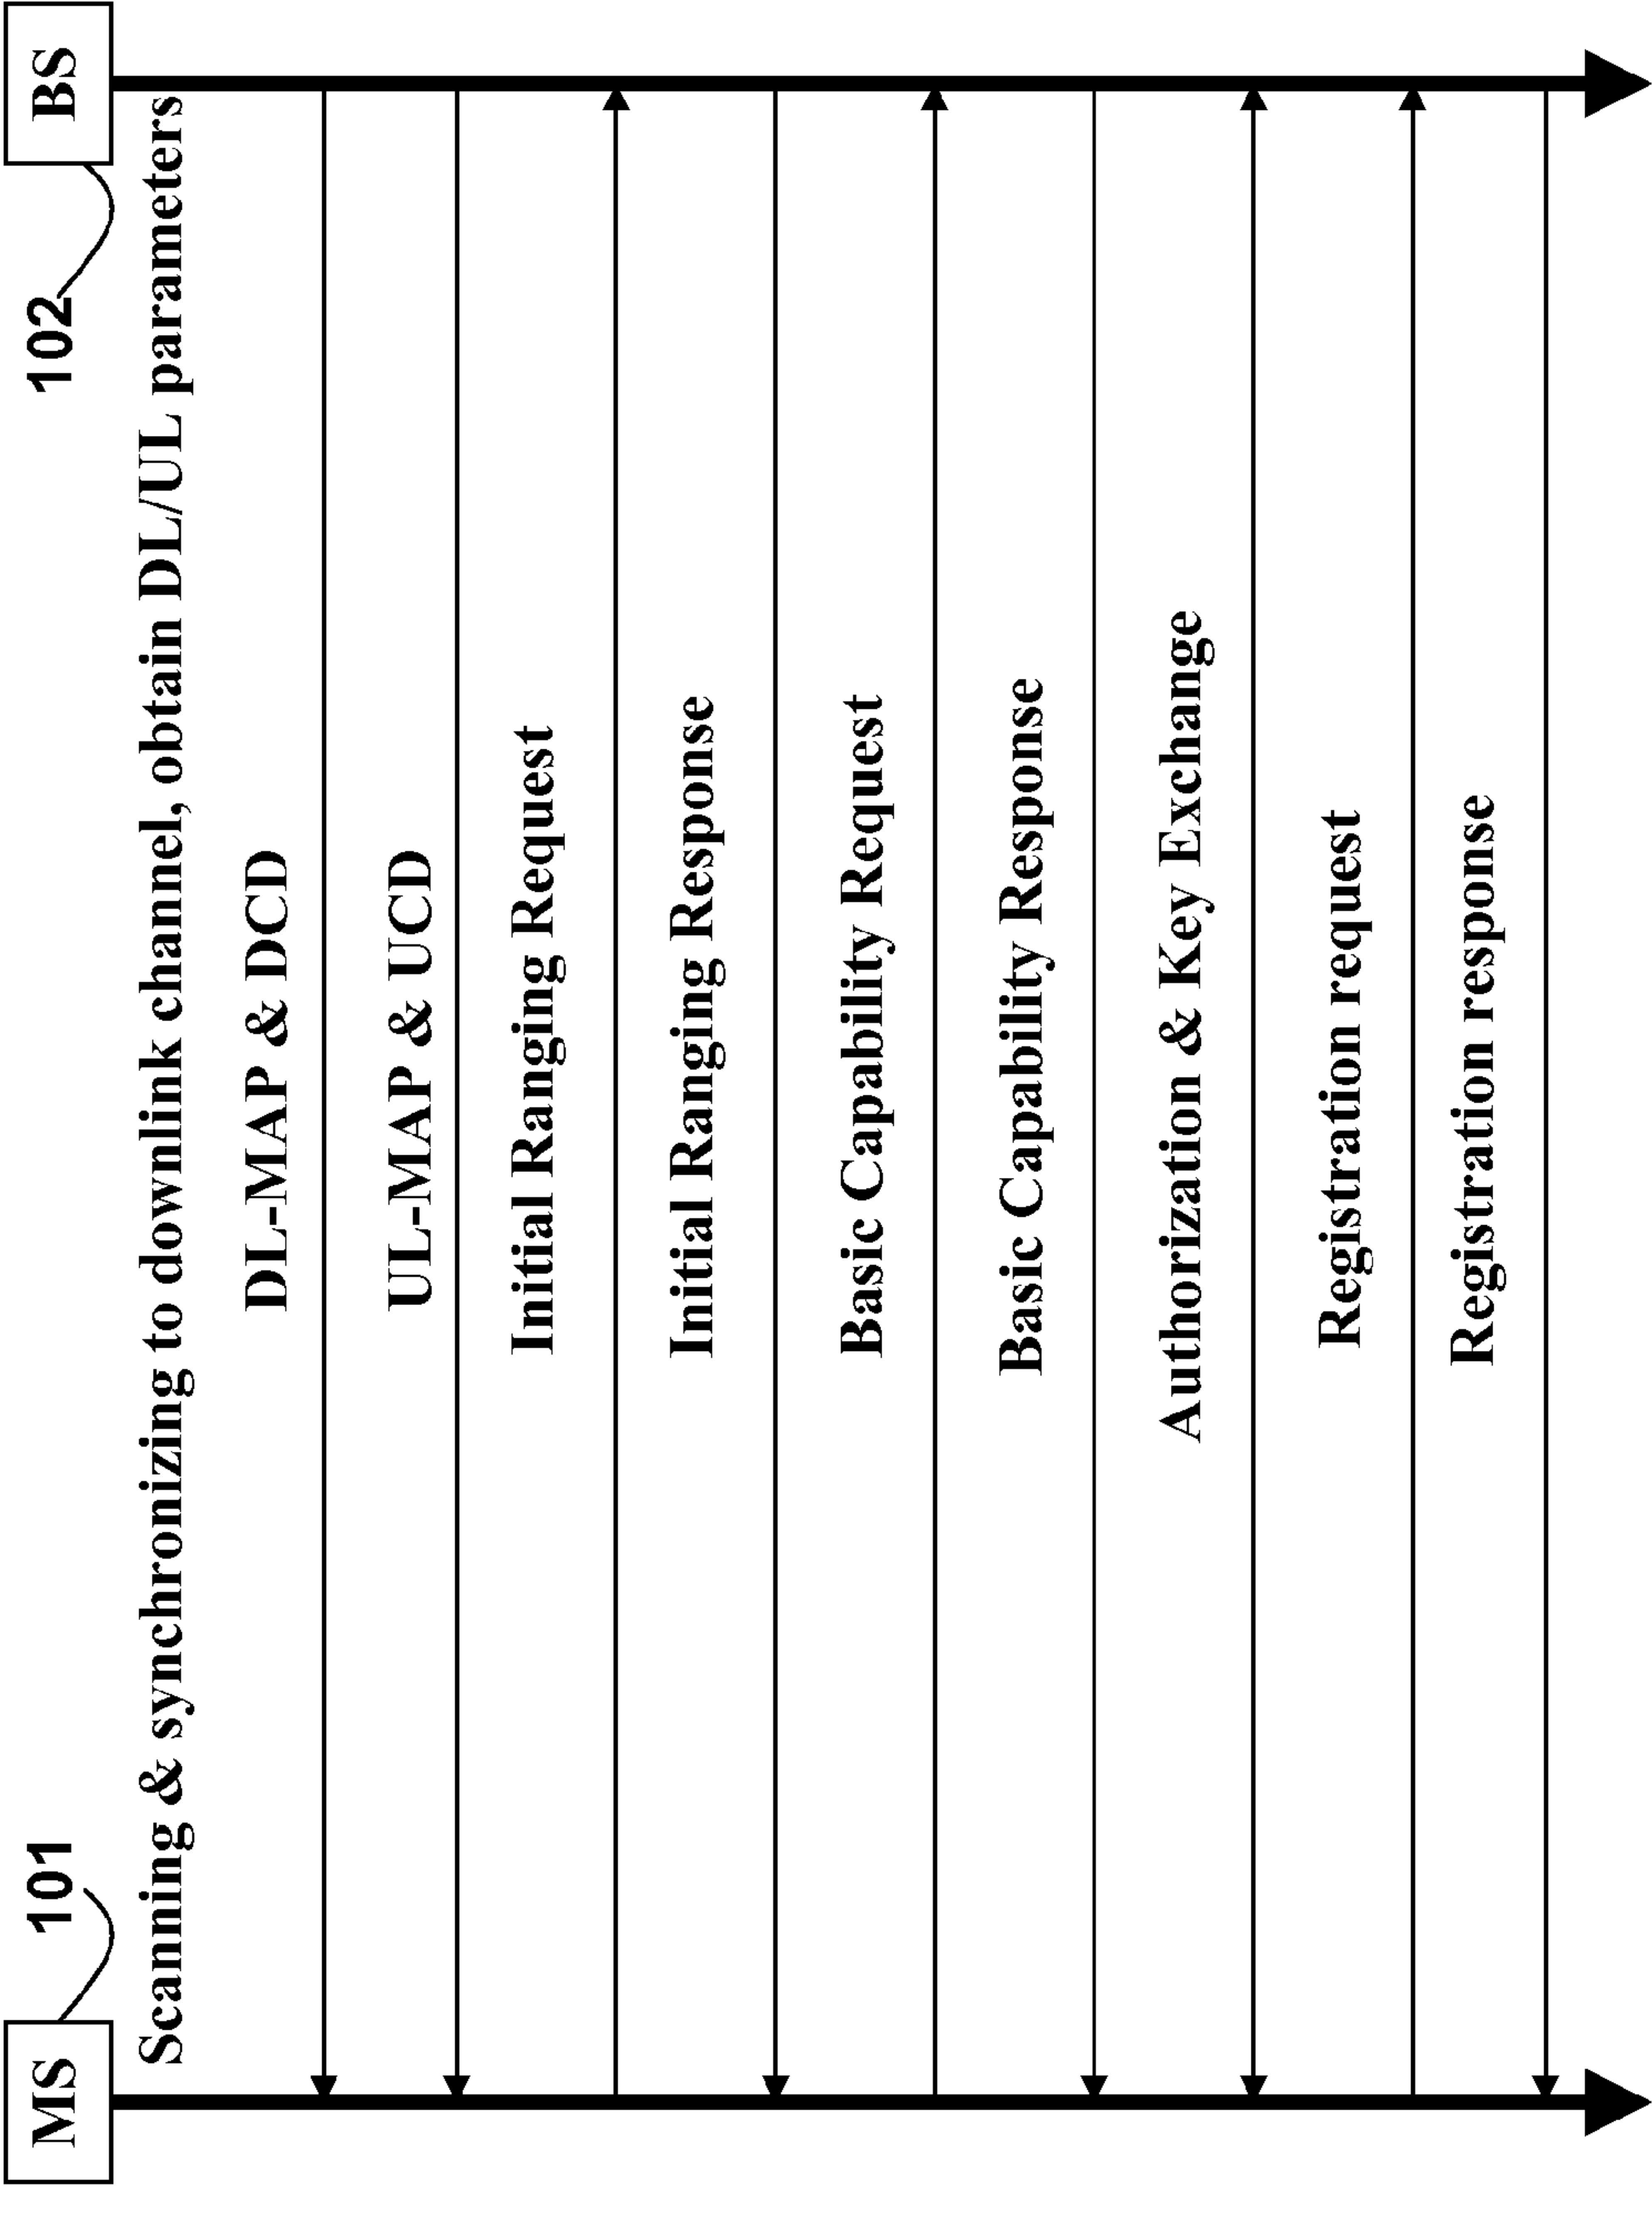 MS
101
102
BS
Scanning & synchronizing to downlink channel, obtain DL/UL parameters
DL-MAP & DCD
UL-MAP & UCD
Initial Ranging Request
Initial Ranging Response
Basic Capability Request
Basic Capability Response
Authorization & Key Exchange
Registration request
Registration response